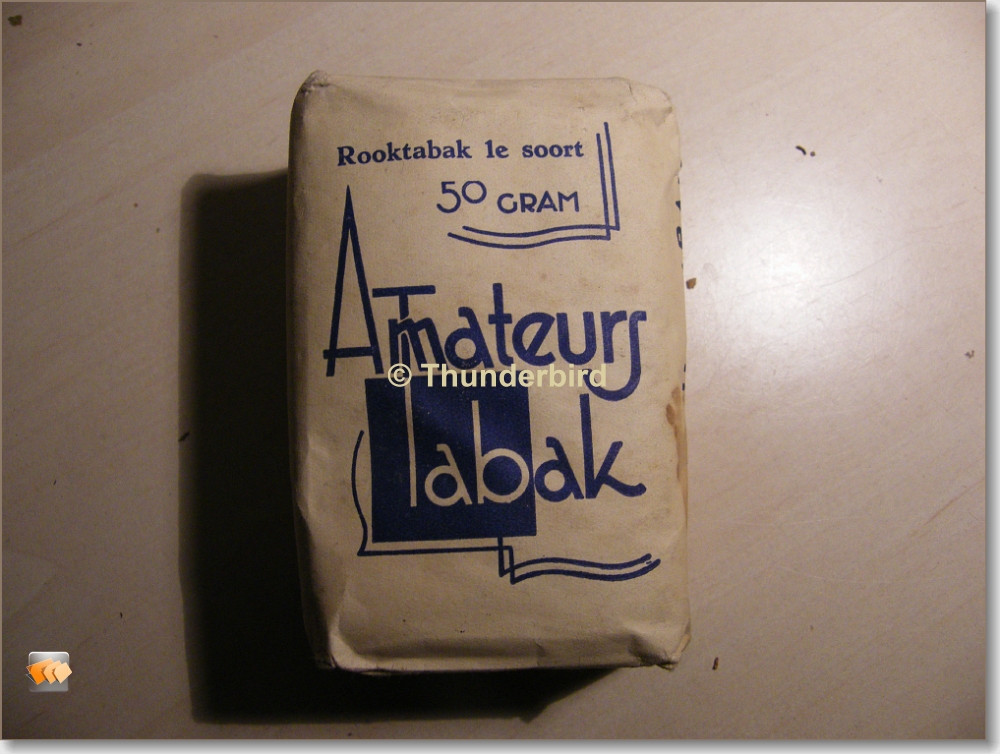 Rooktabak 1e soort
50 GRAM
Amateurs
© Thunderbird
Tabak